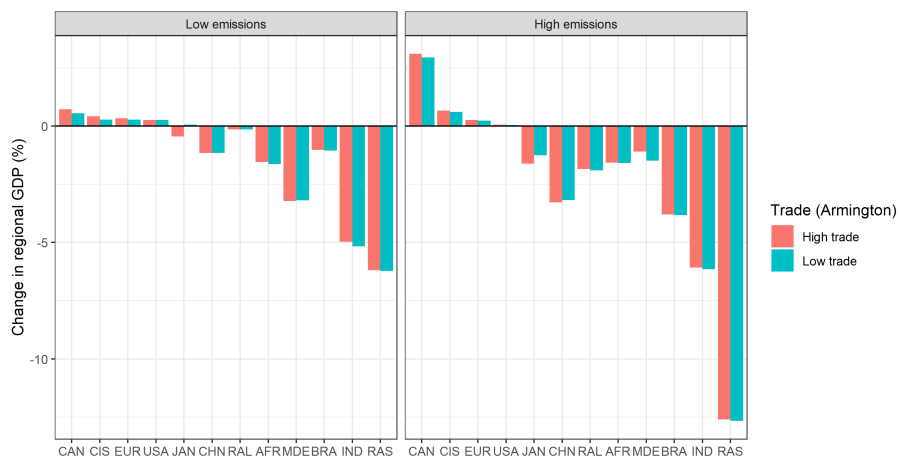 Low emissions
High emissions
Change in regional GDP (%)
0
-5
-10
CAN CIS EUR USA JAN CHN RAL AFR MDE BRA IND RAS
CAN CIS EUR USA JAN CHN RAL AFR MDE BRA IND RAS
Trade (Armington)
High trade
Low trade